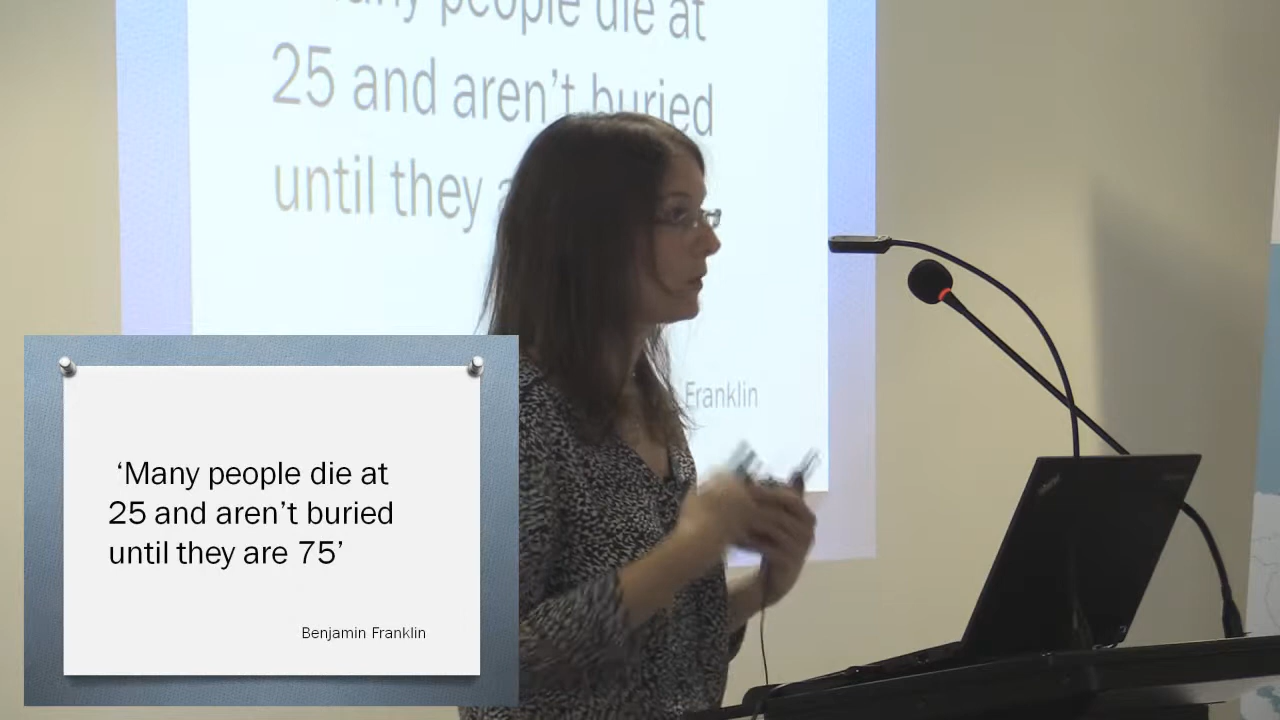 Many people die at
25 and aren't buried
until they
Franklin
‘Many people die at
25 and aren’t buried
until they are 75’
Benjamin Franklin